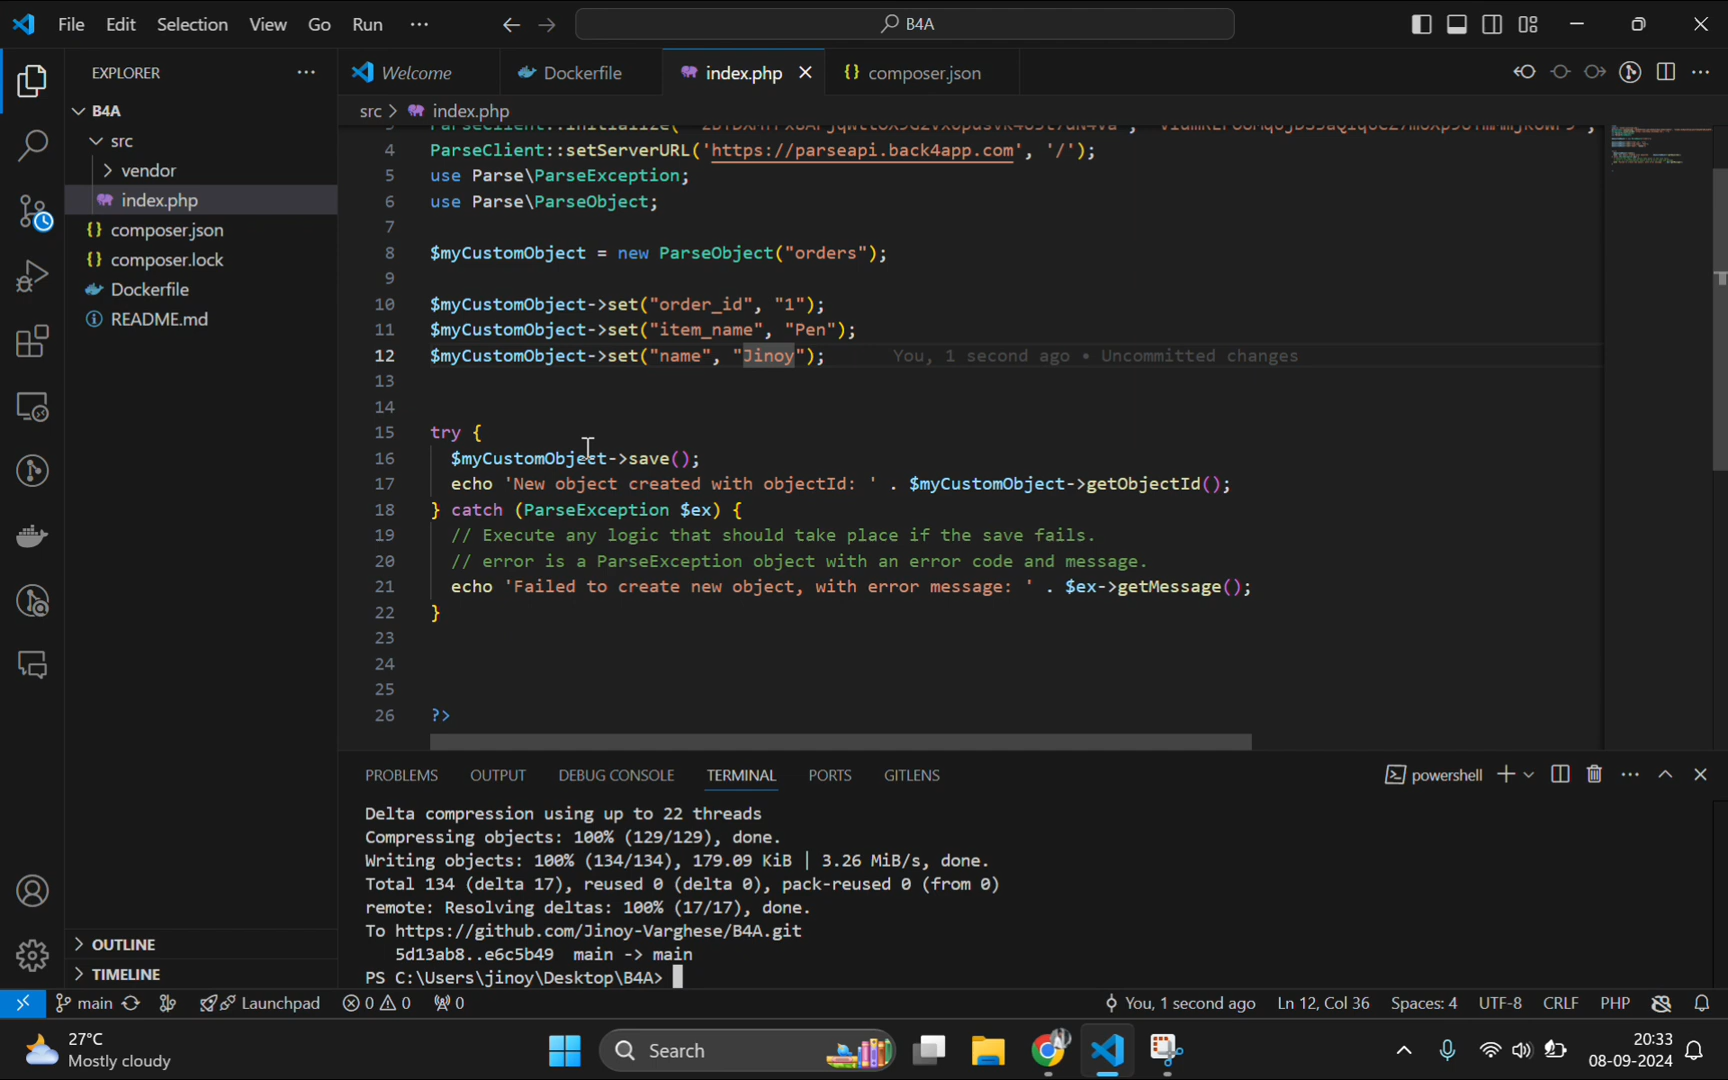 File Edit Selection View Go Run ··· B4A
EXPLORER ···
Welcome Dockerfile index.php composer.json
B4A
src
vendor
index.php
composer.json
composer.lock
Dockerfile
README.md
OUTLINE
TIMELINE
src > index.php
4 ParseClient::setServerURL('https://parseapi.back4app.com', '/');
5 use Parse\ParseException;
6 use Parse\ParseObject;
7
8 $myCustomObject = new ParseObject("orders");
9
10 $myCustomObject->set("order_id", "1");
11 $myCustomObject->set("item_name", "Pen");
12 $myCustomObject->set("name", "Jinoy"); You, 1 second ago • Uncommitted changes
13
14
15 try {
16 $myCustomObject->save();
17 echo 'New object created with objectId: ' . $myCustomObject->getObjectId();
18 } catch (ParseException $ex) {
19 // Execute any logic that should take place if the save fails.
20 // error is a ParseException object with an error code and message.
21 echo 'Failed to create new object, with error message: ' . $ex->getMessage();
22 }
23
24
25
26 ?>
PROBLEMS OUTPUT DEBUG CONSOLE TERMINAL PORTS GITLENS powershell
Delta compression using up to 22 threads
Compressing objects: 100% (129/129), done.
Writing objects: 100% (134/134), 179.09 KiB | 3.26 MiB/s, done.
Total 134 (delta 17), reused 0 (delta 0), pack-reused 0 (from 0)
remote: Resolving deltas: 100% (17/17), done.
To https://github.com/Jinoy-Varghese/B4A.git
5d13ab8..e6c5b49 main -> main
PS C:\Users\jinoy\Desktop\B4A>
main Launchpad 0 0 0 You, 1 second ago Ln 12, Col 36 Spaces: 4 UTF-8 CRLF PHP
27°C
Mostly cloudy
Search
20:33
08-09-2024